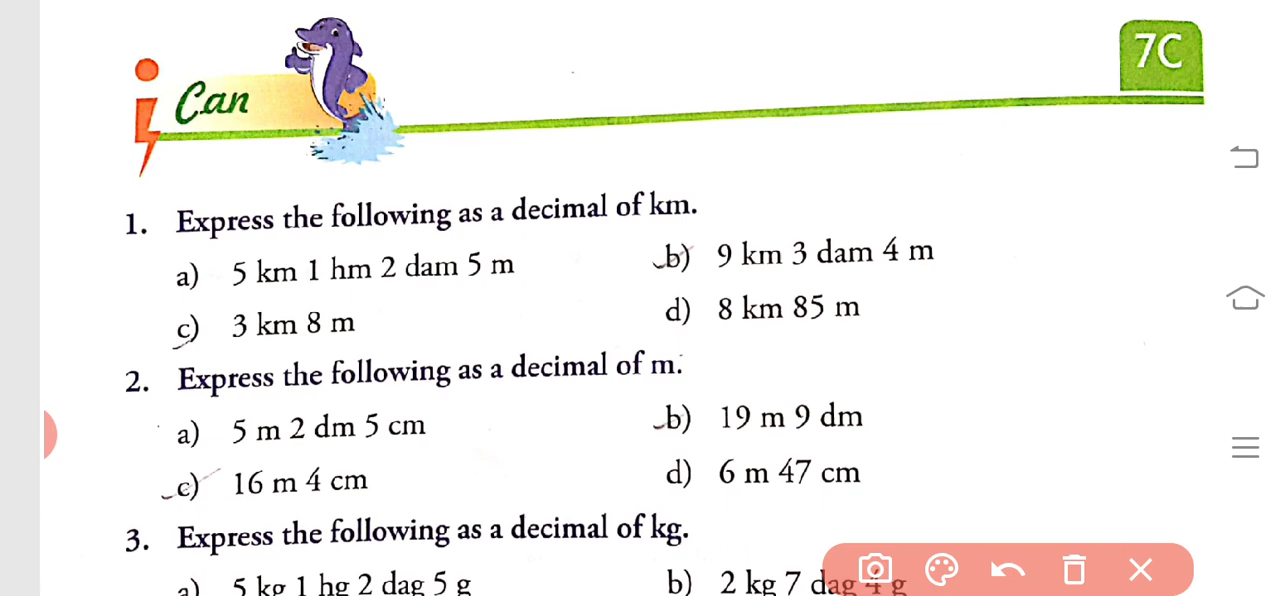 i Can
7C
1. Express the following as a decimal of km.
a) 5 km 1 hm 2 dam 5 m b) 9 km 3 dam 4 m
c) 3 km 8 m d) 8 km 85 m
2. Express the following as a decimal of m.
a) 5 m 2 dm 5 cm b) 19 m 9 dm
c) 16 m 4 cm d) 6 m 47 cm
3. Express the following as a decimal of kg.
a) 5 kg 1 hg 2 dag 5 g b) 2 kg 7 dag 4 g